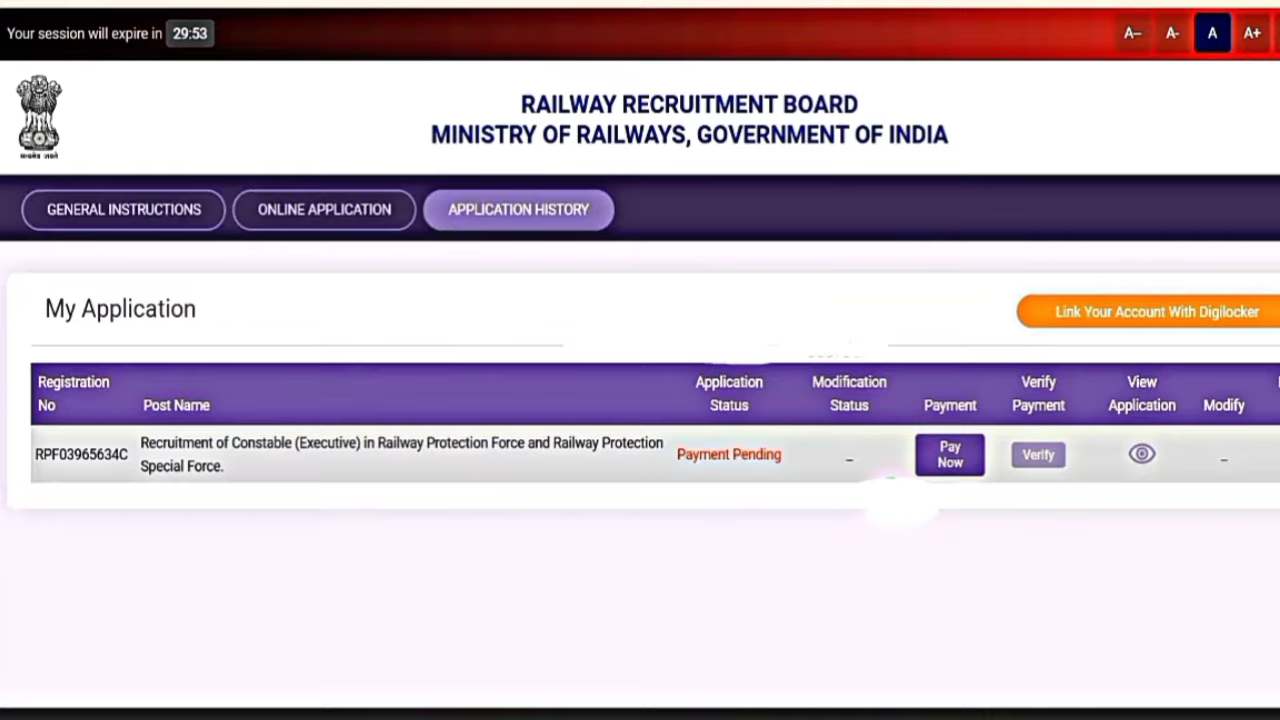 Your session will expire in 29:53
A-- A- A A+
RAILWAY RECRUITMENT BOARD
MINISTRY OF RAILWAYS, GOVERNMENT OF INDIA
GENERAL INSTRUCTIONS ONLINE APPLICATION APPLICATION HISTORY
My Application
Link Your Account With Digilocker
Registration Application Modification Verify View
No Post Name Status Status Payment Payment Application Modify
RPF03965634C Recruitment of Constable (Executive) in Railway Protection Force and Railway Protection Payment Pending – Pay Verify –
Special Force. Now